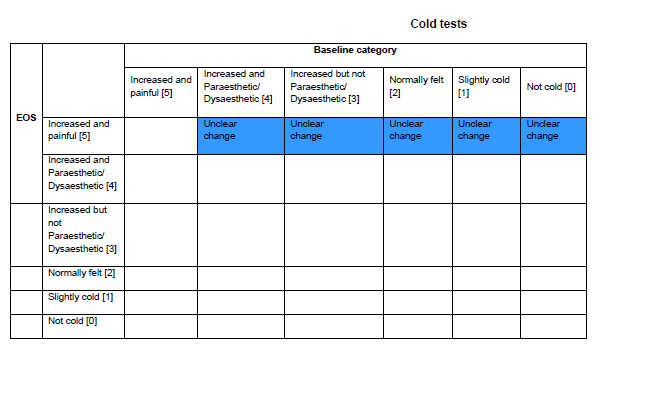 Cold tests
Baseline category
EOS
Increased and
painful [5]
Increased and
Paraesthetic/
Dysaesthetic [4]
Increased but not
Paraesthetic/
Dysaesthetic [3]
Normally felt
[2]
Slightly cold
[1]
Not cold [0]
Increased and
painful [5]
Unclear
change
Unclear
change
Unclear
change
Unclear
change
Unclear
change
Increased and
Paraesthetic/
Dysaesthetic [4]
Increased but
not
Paraesthetic/
Dysaesthetic [3]
Normally felt [2]
Slightly cold [1]
Not cold [0]